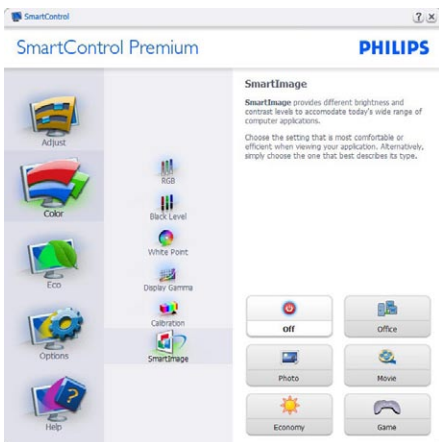 SmartControl
? x
SmartControl Premium
PHILIPS
Adjust
Color
Eco
Options
Help
RGB
Black Level
White Point
Display Gamma
Calibration
SmartImage
SmartImage
SmartImage provides different brightness and
contrast levels to accomodate today's wide range of
computer applications.
Choose the setting that is most comfortable or
efficient when viewing your application. Alternatively,
simply choose the one that best describes its type.
Off
Office
Photo
Movie
Economy
Game